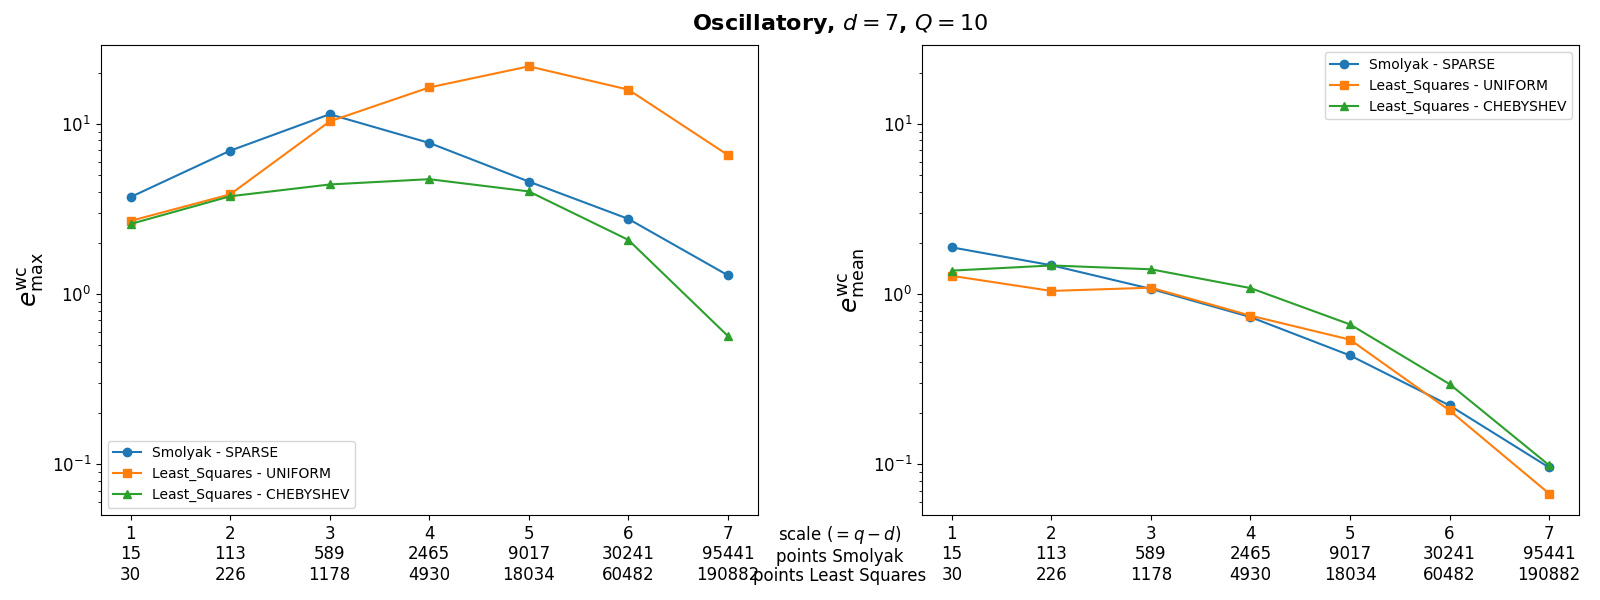 Oscillatory, d = 7, Q = 10
10¹
10⁰
10⁻¹
e^wc_max
Smolyak - SPARSE
Least_Squares - UNIFORM
Least_Squares - CHEBYSHEV
1 2 3 4 5 6 7
15 113 589 2465 9017 30241 95441
30 226 1178 4930 18034 60482 190882
scale (= q − d)
points Smolyak
points Least Squares
10¹
10⁰
10⁻¹
e^wc_mean
Smolyak - SPARSE
Least_Squares - UNIFORM
Least_Squares - CHEBYSHEV
1 2 3 4 5 6 7
15 113 589 2465 9017 30241 95441
30 226 1178 4930 18034 60482 190882